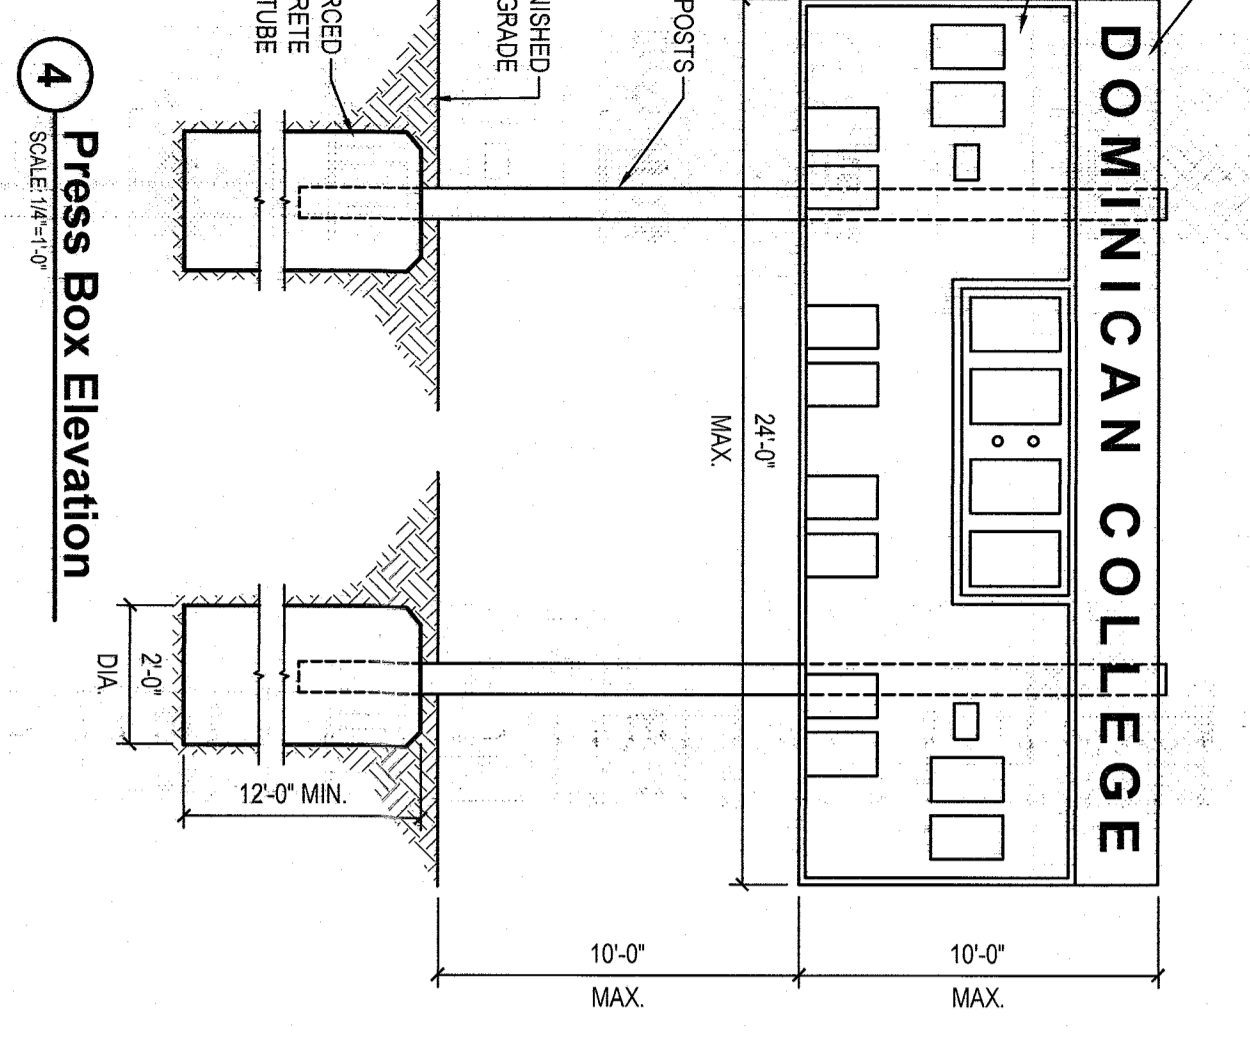 DOMINICAN COLLEGE
POSTS
NISHED
GRADE
RCED
RETE
TUBE
24'-0"
MAX.
10'-0"
MAX.
10'-0"
MAX.
12'-0" MIN.
2'-0"
DIA.
4
Press Box Elevation
SCALE: 1/4"=1'-0"